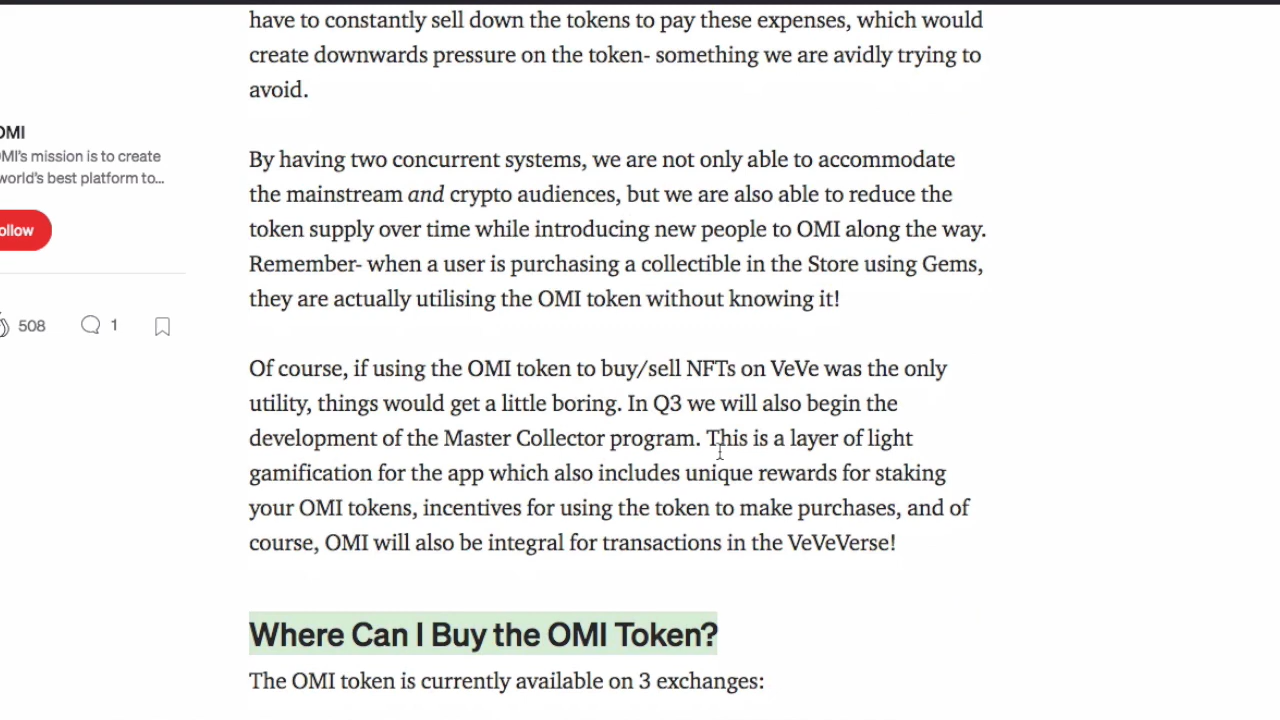 have to constantly sell down the tokens to pay these expenses, which would
create downwards pressure on the token- something we are avidly trying to
avoid.
OMI
MI's mission is to create
world's best platform to...
ollow
508
1
By having two concurrent systems, we are not only able to accommodate
the mainstream and crypto audiences, but we are also able to reduce the
token supply over time while introducing new people to OMI along the way.
Remember- when a user is purchasing a collectible in the Store using Gems,
they are actually utilising the OMI token without knowing it!
Of course, if using the OMI token to buy/sell NFTs on VeVe was the only
utility, things would get a little boring. In Q3 we will also begin the
development of the Master Collector program. This is a layer of light
gamification for the app which also includes unique rewards for staking
your OMI tokens, incentives for using the token to make purchases, and of
course, OMI will also be integral for transactions in the VeVeVerse!
Where Can I Buy the OMI Token?
The OMI token is currently available on 3 exchanges: